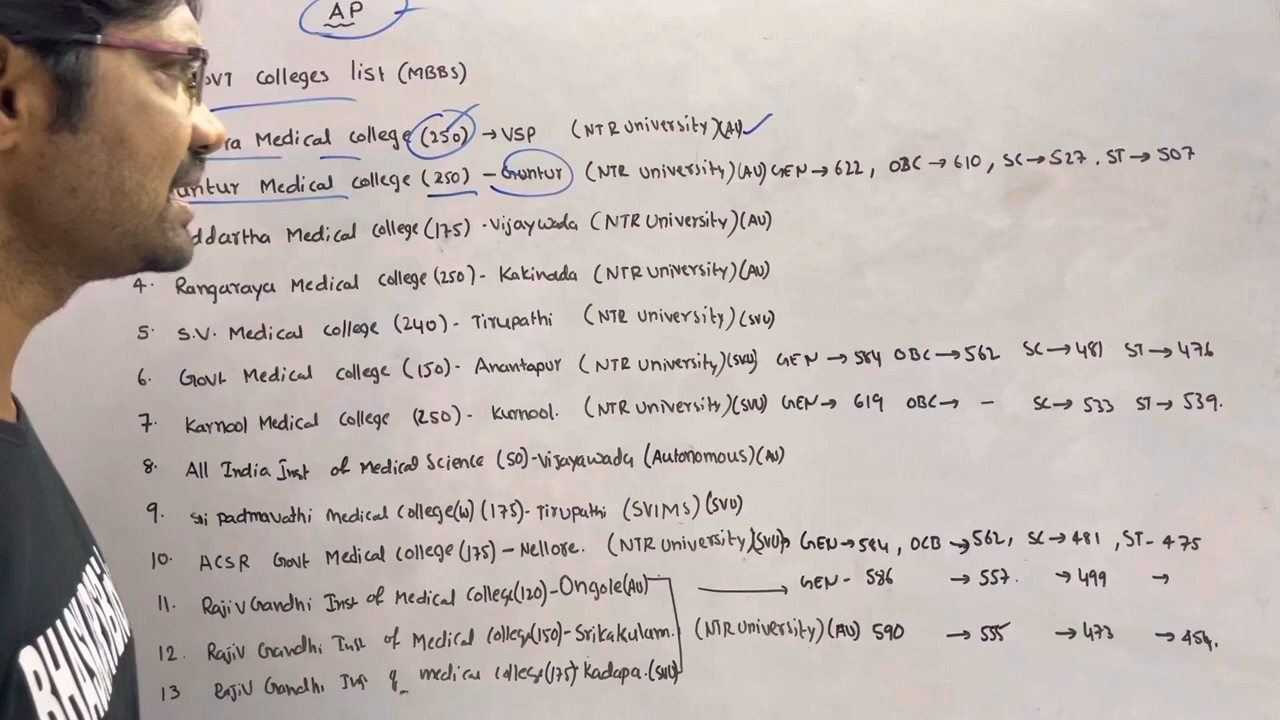 AP
Colleges list (MBBS)
Medical college (250) → VSP (NTR University)(AU) ✓
untur Medical college (250) - Guntur (NTR University)(AU) GEN → 622, OBC → 610, SC → 527. ST → 507
ddartha Medical college (175) - Vijaywada (NTR University)(AU)
4. Rangaraya Medical college (250) - Kakinada (NTR University)(AU)
5. S.V. Medical college (240) - Tirupathi (NTR University)(SVU)
6. Govt Medical college (150) - Anantapur (NTR University)(SVU) GEN → 584 OBC → 562 SC → 481 ST → 476
7. Karnool Medical College (250) - Kurnool. (NTR University)(SVU) GEN → 619 OBC → - SC → 533 ST → 539.
8. All India Inst of Medical Science (50) - Vijayawada (Autonomous)(AU)
9. Sri Padmavathi Medical College(W) (175) - Tirupathi (SVIMS)(SVU)
10. ACSR Govt Medical College (175) - Nellore. (NTR University)(SVU) GEN → 584, OCB → 562, SC → 481, ST - 475
11. Rajiv Gandhi Inst of Medical College(120) - Ongole(AU) → GEN - 586 → 557. → 499 →
12. Rajiv Gandhi Inst of Medical College(150) - Srikakulam. (NTR University)(AU) 590 → 555 → 473 → 454.
13 Rajiv Gandhi Ins of medical college(175) Kadapa.(SVU)